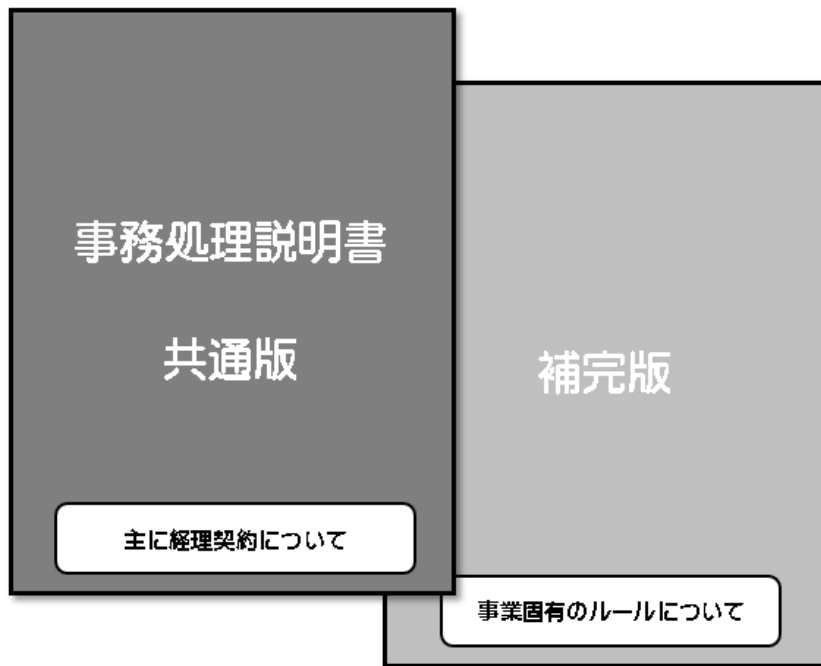 事務処理説明書
共通版
主に経理契約について
補完版
事業固有のルールについて